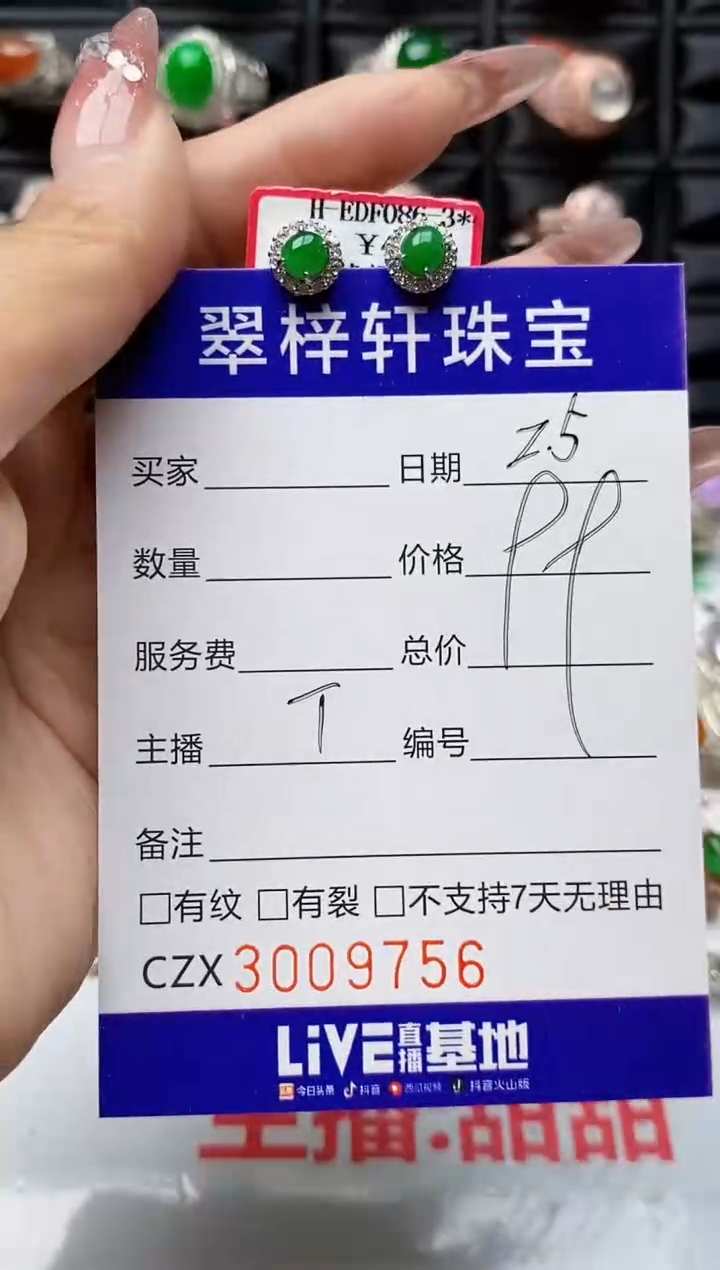 H-EDF086-3*
¥
翠梓轩珠宝
买家 日期 7.5
数量 价格 99
服务费 总价
主播 T 编号
备注
□有纹 □有裂 □不支持7天无理由
CZX 3009756
LiVE直播基地
今日头条 抖音 西瓜视频 抖音火山版
主播.甜甜